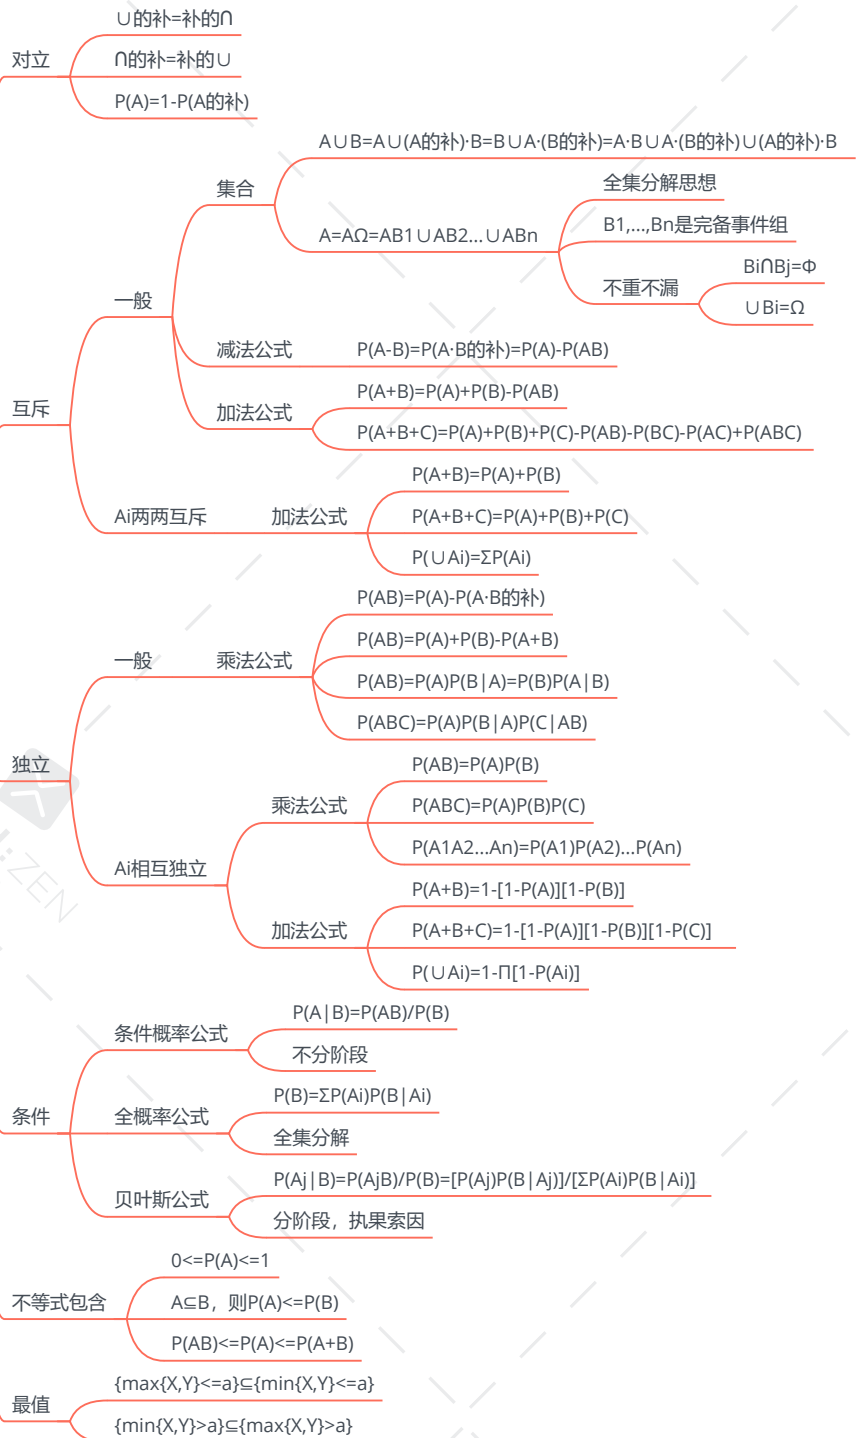 对立
∪的补=补的∩
∩的补=补的∪
P(A)=1-P(A的补)
互斥
一般
集合
A∪B=A∪(A的补)·B=B∪A·(B的补)=A·B∪A·(B的补)∪(A的补)·B
A=AΩ=AB1∪AB2...∪ABn
全集分解思想
B1,...,Bn是完备事件组
不重不漏
Bi∩Bj=Φ
∪Bi=Ω
减法公式
P(A-B)=P(A·B的补)=P(A)-P(AB)
加法公式
P(A+B)=P(A)+P(B)-P(AB)
P(A+B+C)=P(A)+P(B)+P(C)-P(AB)-P(BC)-P(AC)+P(ABC)
Ai两两互斥
加法公式
P(A+B)=P(A)+P(B)
P(A+B+C)=P(A)+P(B)+P(C)
P(∪Ai)=ΣP(Ai)
独立
一般
乘法公式
P(AB)=P(A)-P(A·B的补)
P(AB)=P(A)+P(B)-P(A+B)
P(AB)=P(A)P(B|A)=P(B)P(A|B)
P(ABC)=P(A)P(B|A)P(C|AB)
Ai相互独立
乘法公式
P(AB)=P(A)P(B)
P(ABC)=P(A)P(B)P(C)
P(A1A2...An)=P(A1)P(A2)...P(An)
加法公式
P(A+B)=1-[1-P(A)][1-P(B)]
P(A+B+C)=1-[1-P(A)][1-P(B)][1-P(C)]
P(∪Ai)=1-Π[1-P(Ai)]
条件
条件概率公式
P(A|B)=P(AB)/P(B)
不分阶段
全概率公式
P(B)=ΣP(Ai)P(B|Ai)
全集分解
贝叶斯公式
P(Aj|B)=P(AjB)/P(B)=[P(Aj)P(B|Aj)]/[ΣP(Ai)P(B|Ai)]
分阶段，执果索因
不等式包含
0<=P(A)<=1
A⊆B，则P(A)<=P(B)
P(AB)<=P(A)<=P(A+B)
最值
{max{X,Y}<=a}⊆{min{X,Y}<=a}
{min{X,Y}>a}⊆{max{X,Y}>a}
ZEN